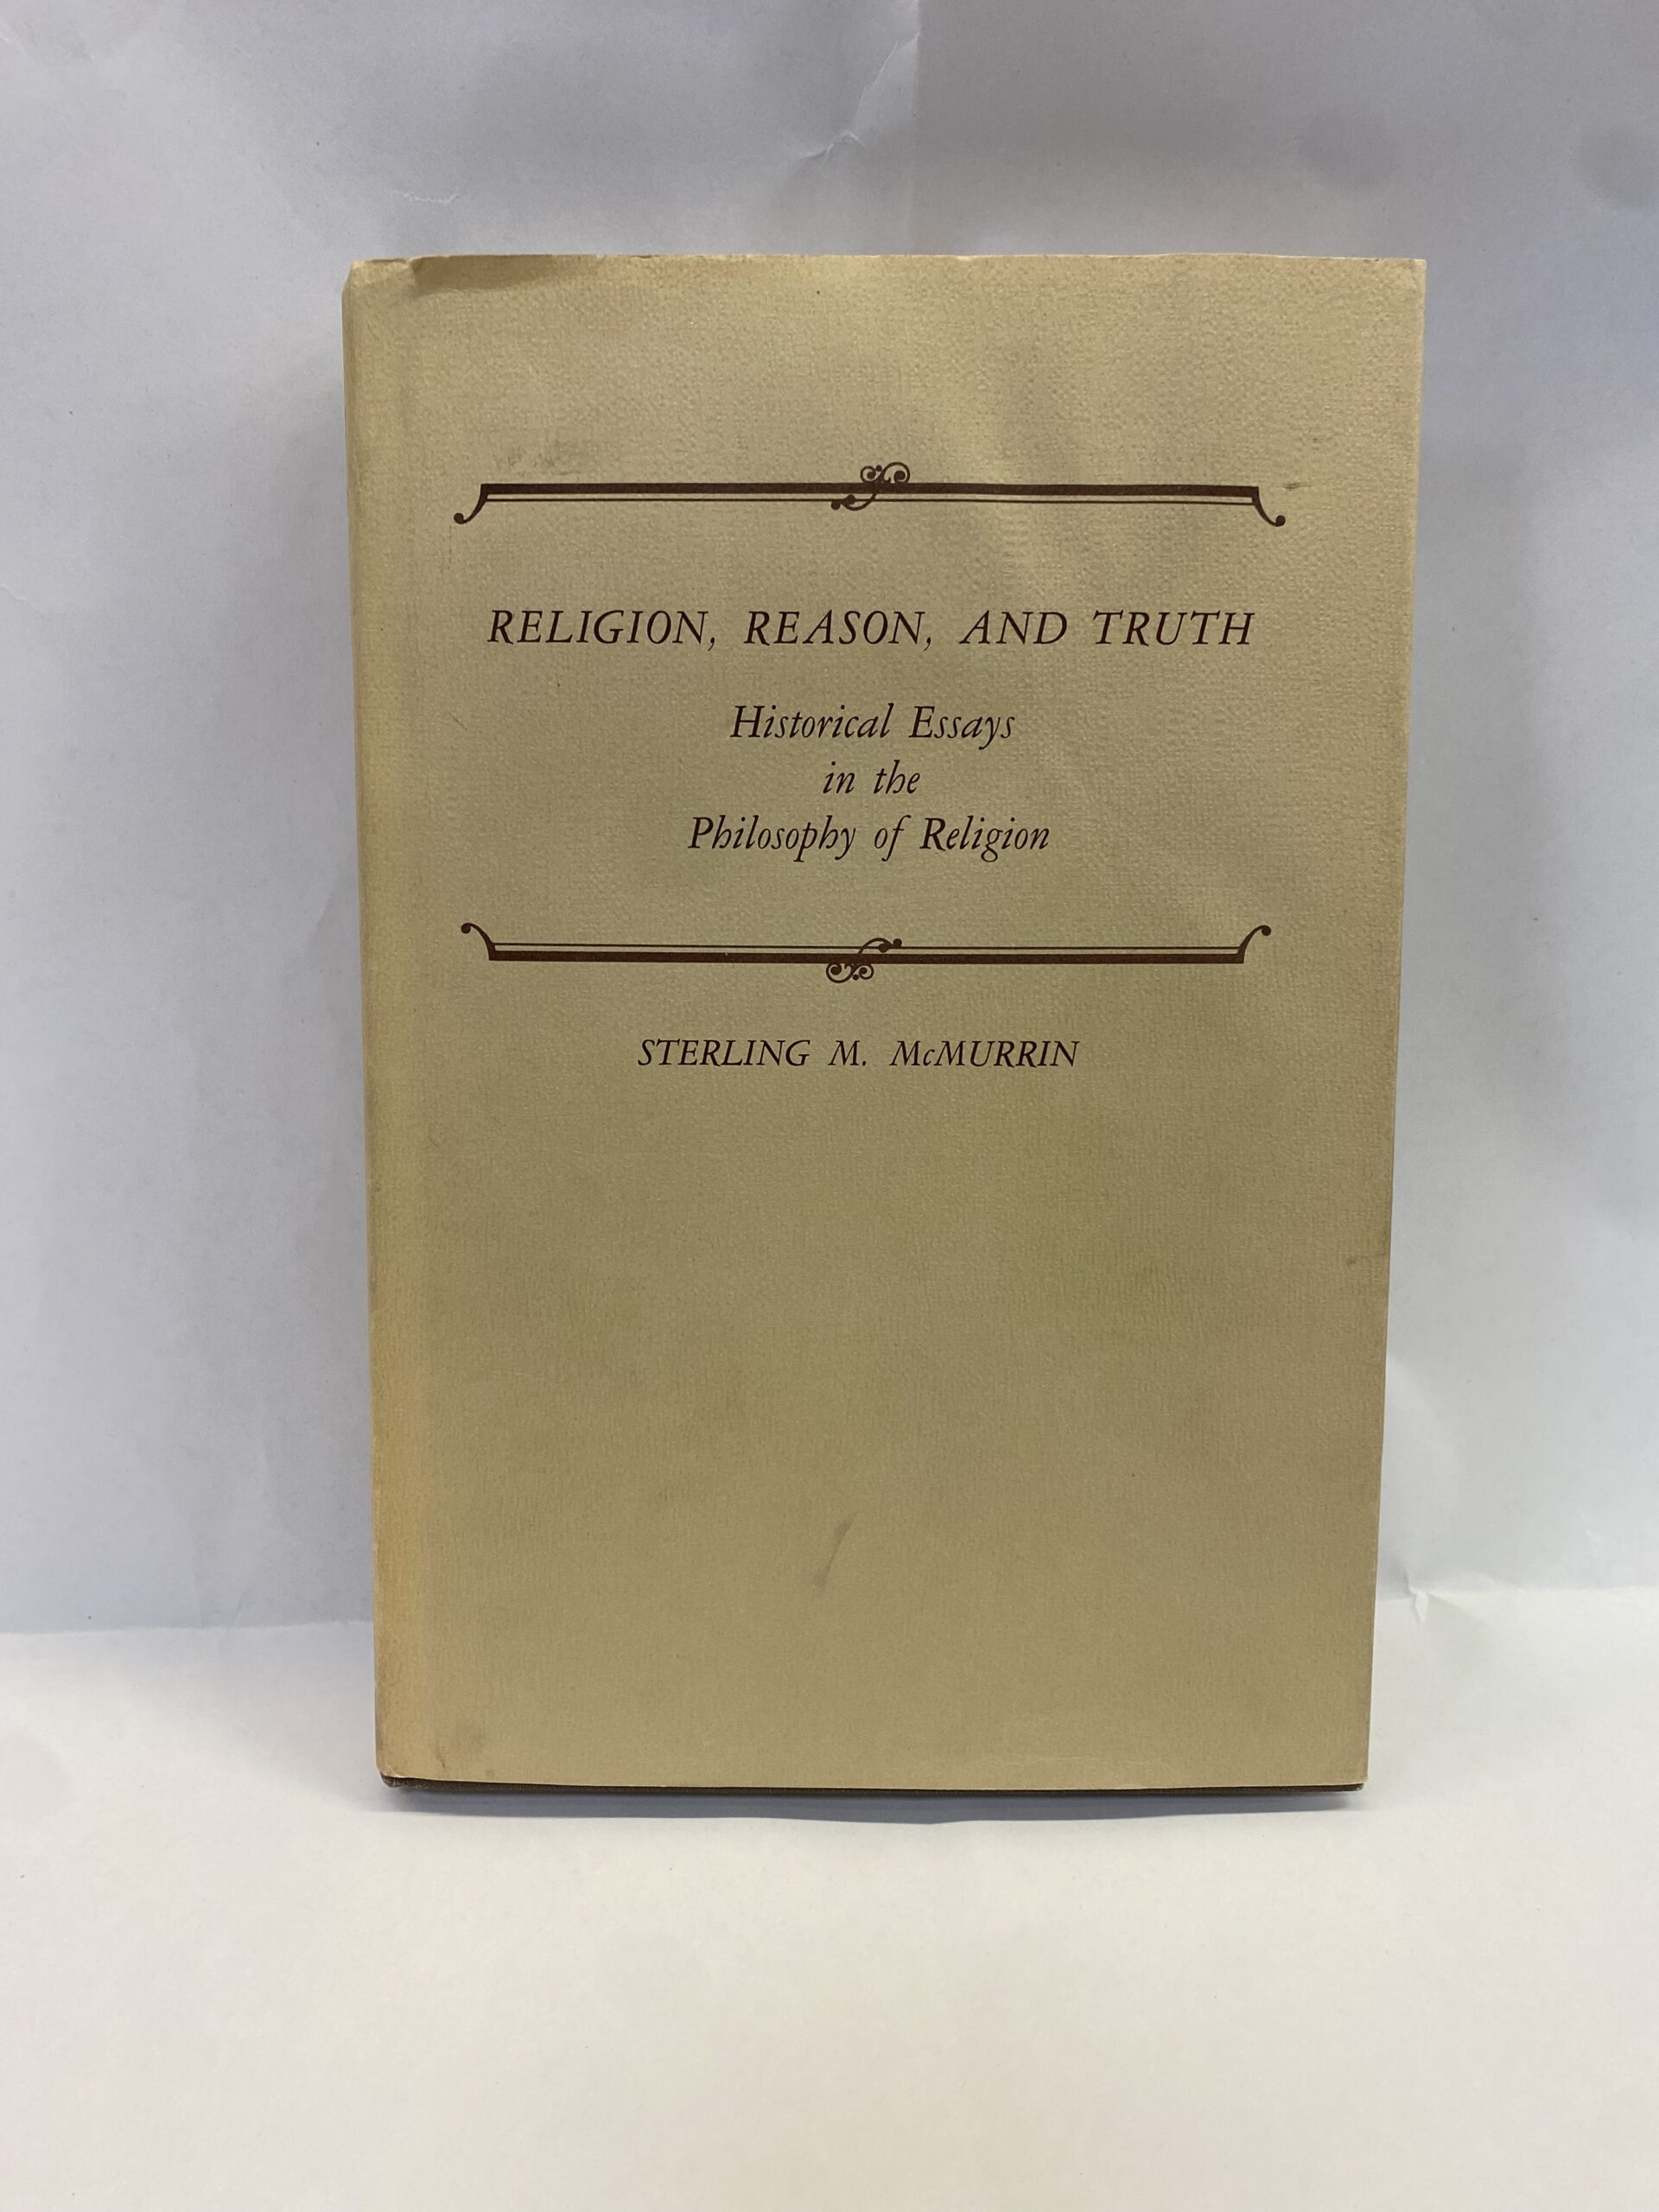 RELIGION, REASON, AND TRUTH
Historical Essays
in the
Philosophy of Religion
STERLING M. McMURRIN